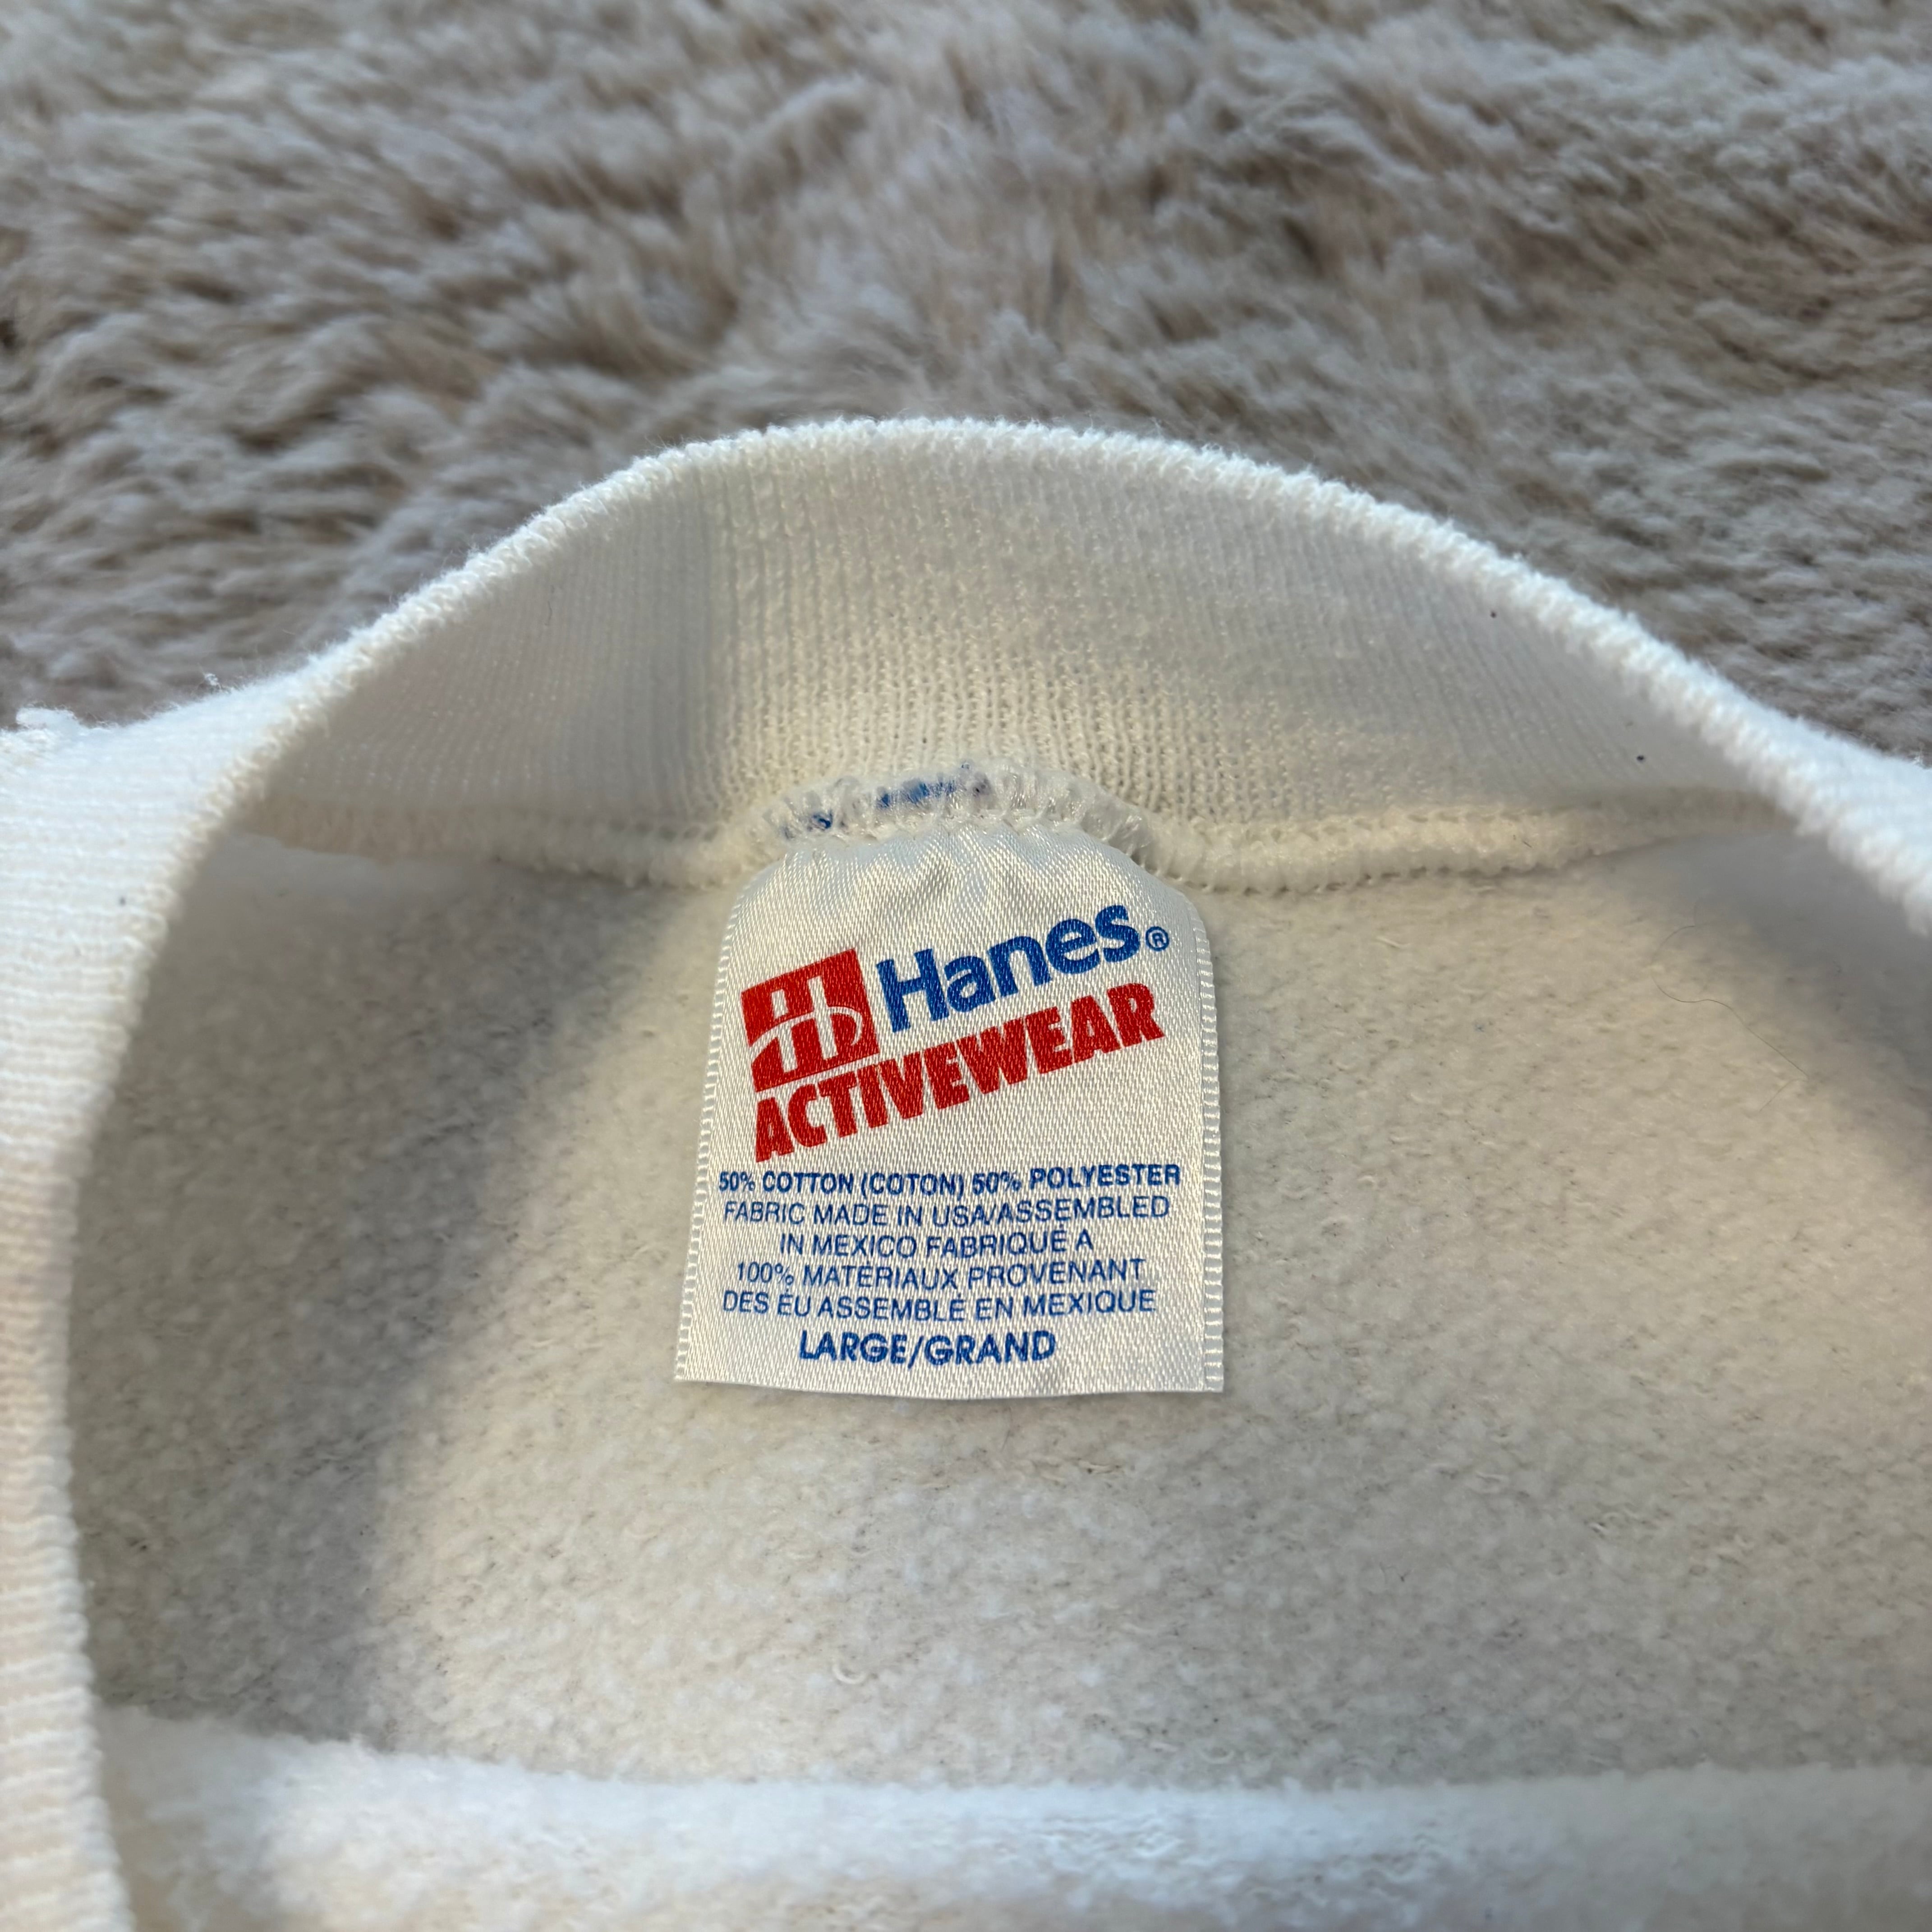 Hanes®
ACTIVEWEAR
50% COTTON (COTON) 50% POLYESTER
FABRIC MADE IN USA/ASSEMBLED
IN MEXICO FABRIQUÉ A
100% MATÉRIAUX PROVENANT
DES ÉU ASSEMBLÉ EN MEXIQUE
LARGE/GRAND